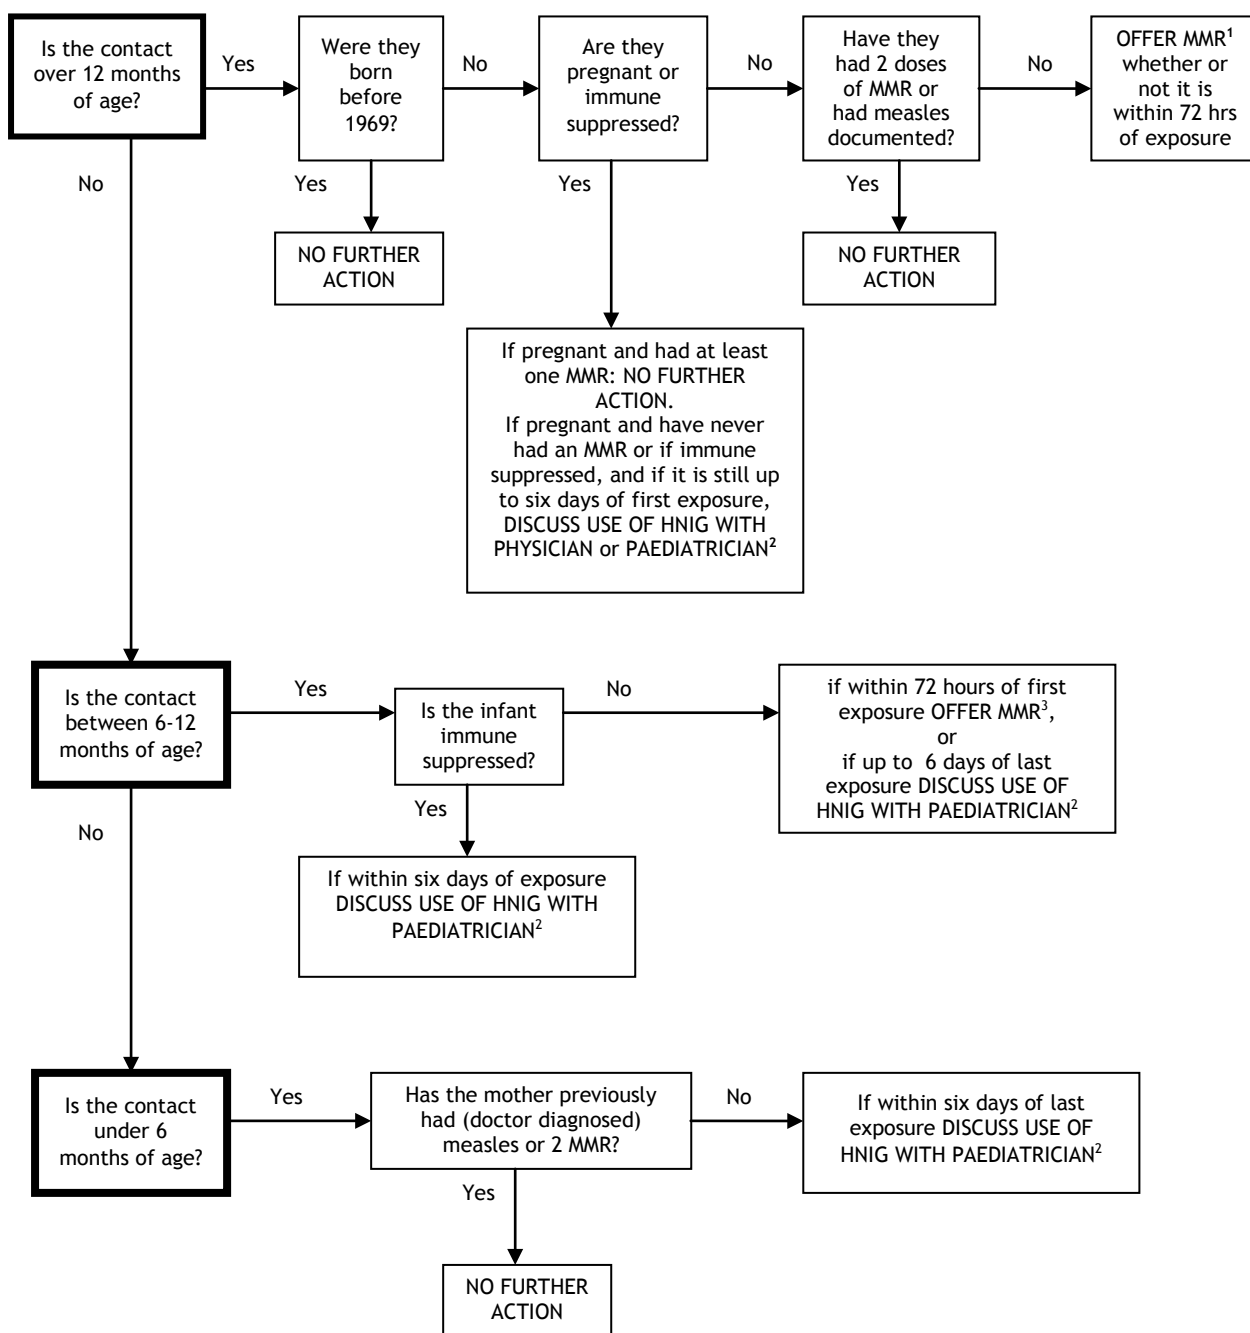 Is the contact
over 12 months
of age?
Yes
Were they
born
before
1969?
No
Are they
pregnant or
immune
suppressed?
No
Have they
had 2 doses
of MMR or
had measles
documented?
No
OFFER MMR¹
whether or
not it is
within 72 hrs
of exposure
No
Yes
Yes
Yes
NO FURTHER
ACTION
NO FURTHER
ACTION
If pregnant and had at least
one MMR: NO FURTHER
ACTION.
If pregnant and have never
had an MMR or if immune
suppressed, and if it is still up
to six days of first exposure,
DISCUSS USE OF HNIG WITH
PHYSICIAN or PAEDIATRICIAN²
Is the contact
between 6-12
months of age?
Yes
Is the infant
immune
suppressed?
No
if within 72 hours of first
exposure OFFER MMR³,
or
if up to 6 days of last
exposure DISCUSS USE OF
HNIG WITH PAEDIATRICIAN²
No
Yes
If within six days of exposure
DISCUSS USE OF HNIG WITH
PAEDIATRICIAN²
Is the contact
under 6
months of age?
Yes
Has the mother previously
had (doctor diagnosed)
measles or 2 MMR?
No
If within six days of last
exposure DISCUSS USE OF
HNIG WITH PAEDIATRICIAN²
Yes
NO FURTHER
ACTION